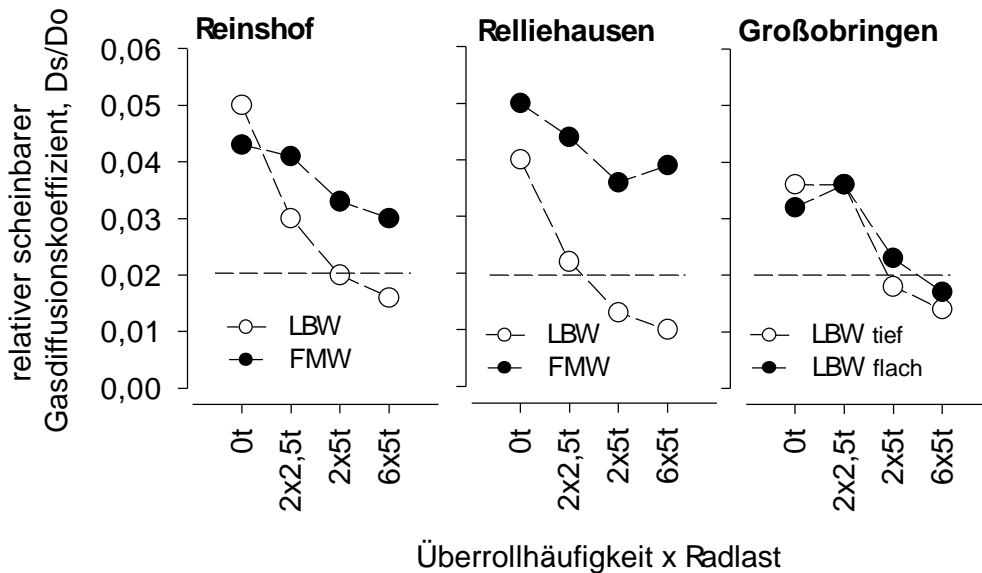 Reinshof
Relliehausen
Großobringen
relativer scheinbarer
Gasdiffusionskoeffizient, Ds/Do
0,06
0,05
0,04
0,03
0,02
0,01
0,00
LBW
FMW
LBW
FMW
LBW tief
LBW flach
0t
2x2,5t
2x5t
6x5t
0t
2x2,5t
2x5t
6x5t
0t
2x2,5t
2x5t
6x5t
Überrollhäufigkeit x Radlast